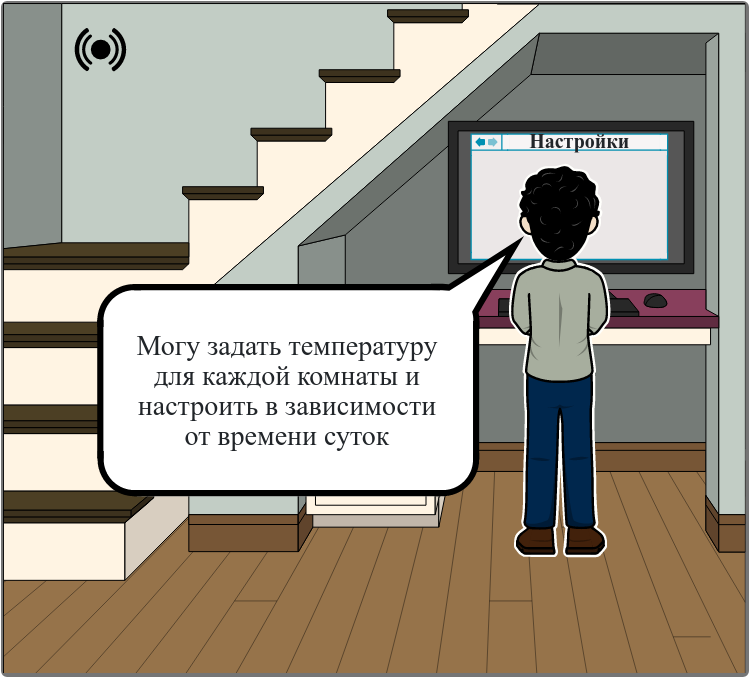 Настройки
Могу задать температуру
для каждой комнаты и
настроить в зависимости
от времени суток